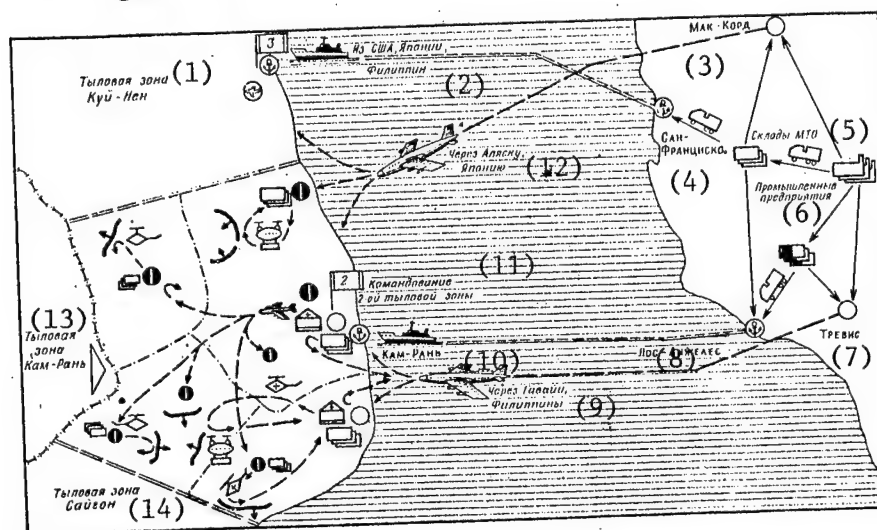 3
Из США, Японии,
Филиппин
Мак-Корд
Тыловая зона
Куй-Нен
(1)
(2)
(3)
Сан-
Франциско
(4)
Склады МТО
(5)
Через Аляску,
Японию
(12)
Промышленные
предприятия
(6)
(11)
2
Командование
2-ой тыловой зоны
(13)
Тыловая
зона
Кам-Рань
Кам-Рань
(10)
Лос-Анжелес
(8)
Тревис
(7)
Через Гавайи,
Филиппины
(9)
Тыловая зона
Сайгон
(14)